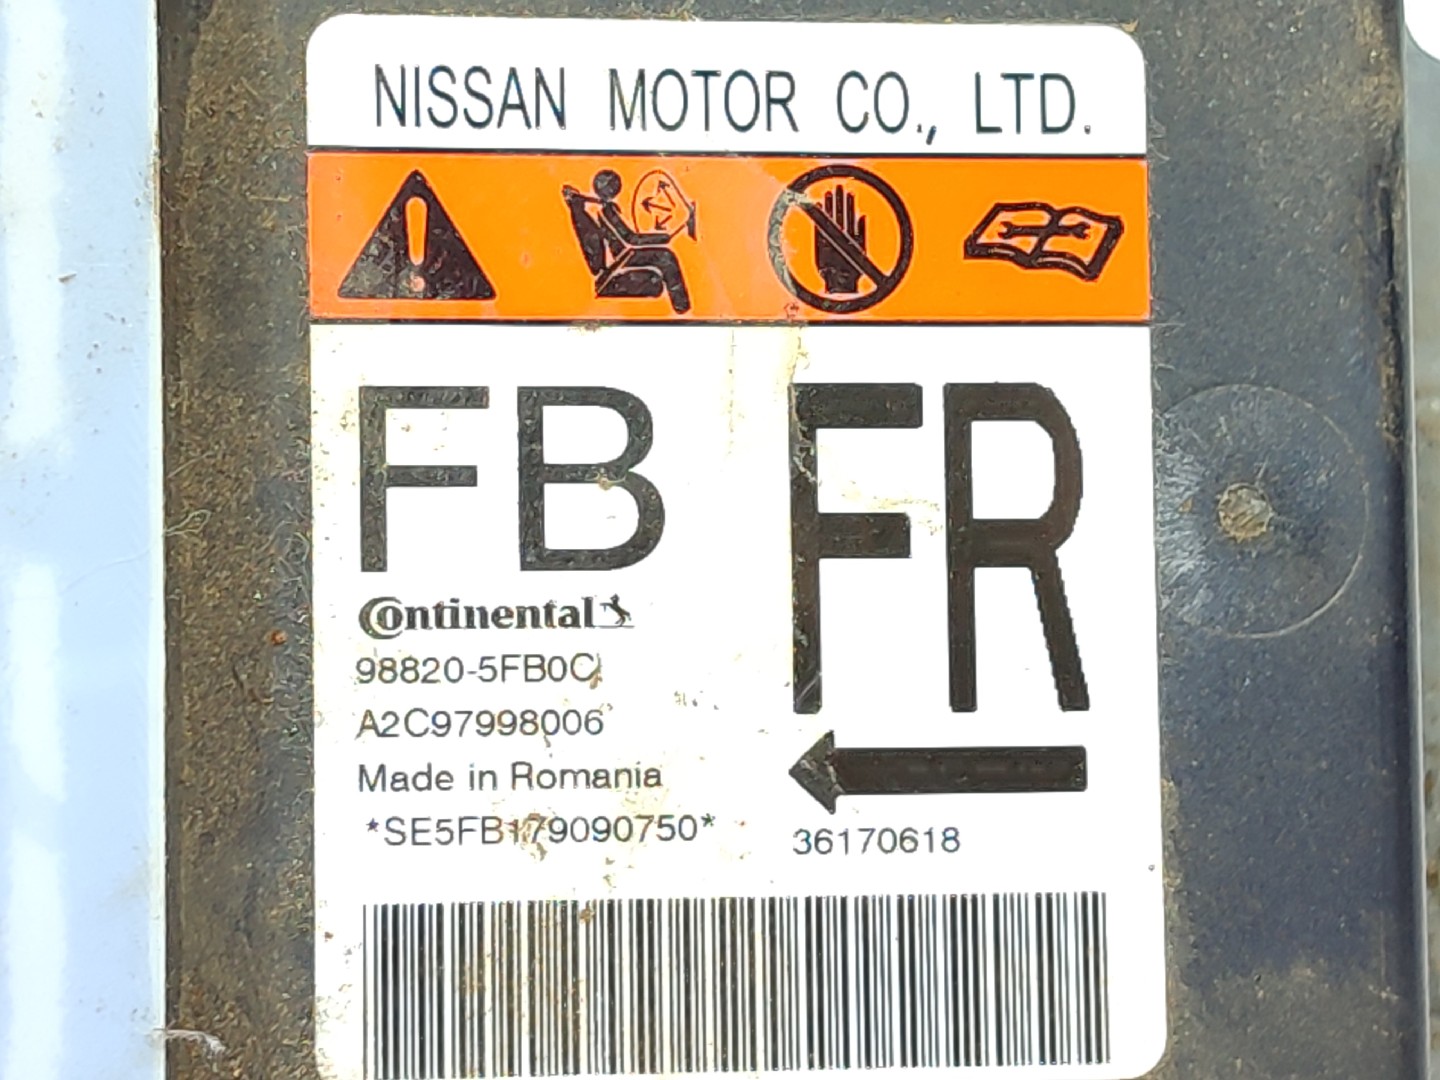 NISSAN MOTOR CO., LTD.
FB FR
Continental
98820-5FB0C
A2C97998006
Made in Romania
*SE5FB179090750* 36170618